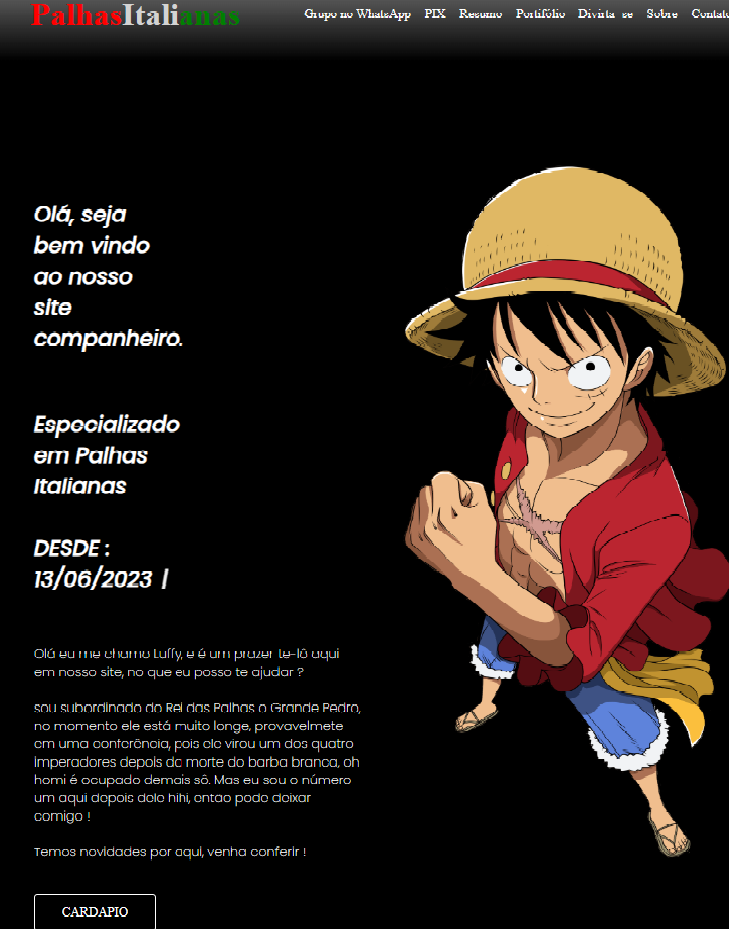 PalhasItalianas
Grupo no WhatsApp PIX Resumo Portifólio Divirta-se Sobre Contato
Olá, seja
bem vindo
ao nosso
site
companheiro.
Especializado
em Palhas
Italianas
DESDE :
13/06/2023 |
Olá eu me chamo Luffy, e é um prazer te-lô aqui
em nosso site, no que eu posso te ajudar ?
sou subordinado do Rei das Palhas o Grande Pedro,
no momento ele está muito longe, provavelmete
em uma conferência, pois ele virou um dos quatro
imperadores depois da morte do barba branca, oh
homi é ocupado demais sô. Mas eu sou o número
um aqui depois dele hihi, entao pode deixar
comigo !
Temos novidades por aqui, venha conferir !
CARDAPIO